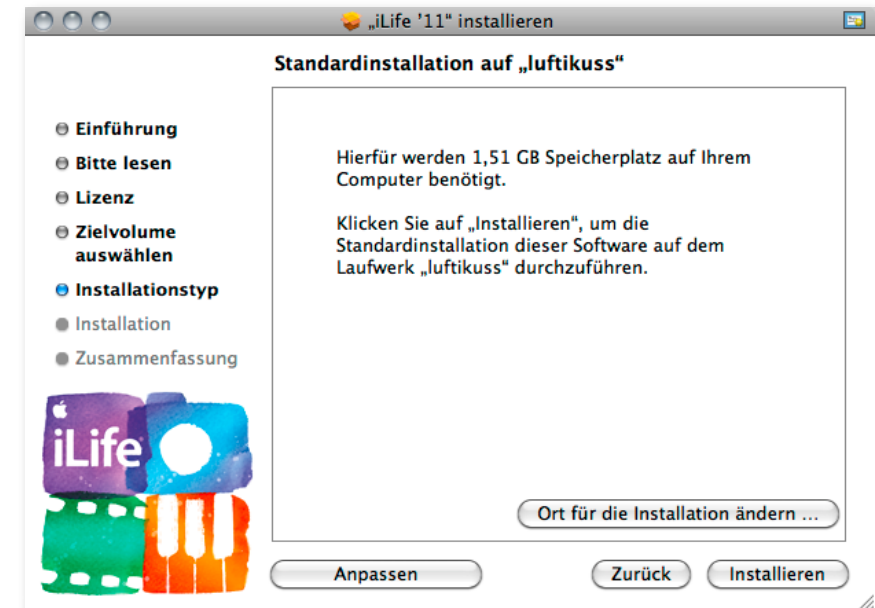 „iLife ’11“ installieren
Standardinstallation auf „luftikuss“
Einführung
Bitte lesen
Lizenz
Zielvolume
auswählen
Installationstyp
Installation
Zusammenfassung
iLife
Hierfür werden 1,51 GB Speicherplatz auf Ihrem
Computer benötigt.
Klicken Sie auf „Installieren“, um die
Standardinstallation dieser Software auf dem
Laufwerk „luftikuss“ durchzuführen.
Ort für die Installation ändern ...
Anpassen
Zurück
Installieren